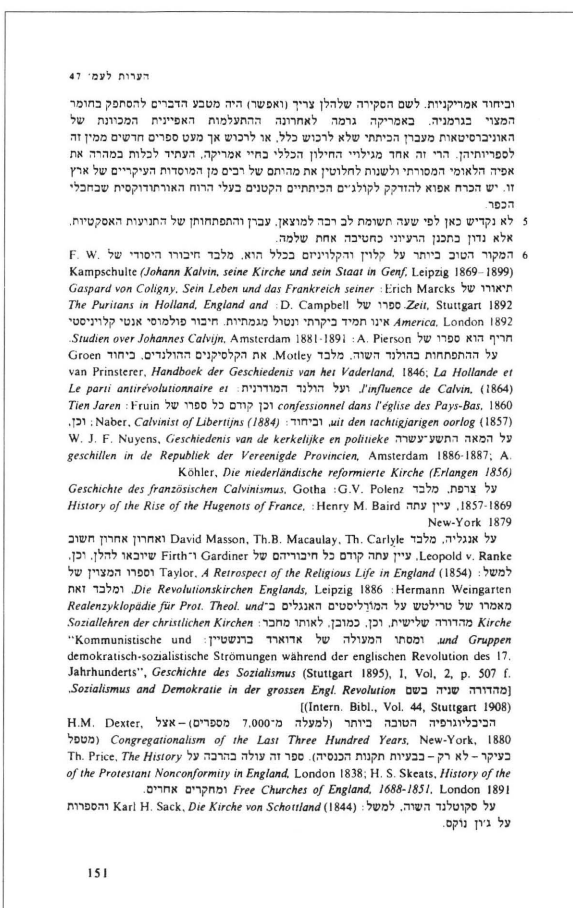 הערות לעמ׳ 47
וביחוד אמריקניות. לשם הסקירה שלהלן צריך (ואפשר) היה מטבע הדברים להסתפק בחומר
המצוי בגרמניה. באמריקה גרמה לאחרונה ההתעלמות האפיינית המכוונת של
האוניברסיטאות מעברן הכיתתי שלא לרכוש כלל, או לרכוש אך מעט ספרים חדשים ממין זה
לספריותיהן. הרי זה אחד מגילויי החילון הכללי בחיי אמריקה, העתיד לכלות במהרה את
אפיה הלאומי המסורתי ולשנות לחלוטין את מהותם של רבים מן המוסדות העיקריים של ארץ
זו. יש הכרח אפוא להזדקק לקולג׳ים הכיתתיים הקטנים בעלי הרוח האורתודוקסית שבחבלי
הכפר.
5 לא נקדיש כאן לפי שעה תשומת לב רבה למוצאן, עברן והתפתחותן של התנועות האסקטיות,
אלא נדון בתכנן הרעיוני כחטיבה אחת שלמה.
6 המקור הטוב ביותר על קלוין והקלוויניזם בכלל הוא, מלבד חיבורו היסודי של F. W.
Kampschulte (Johann Kalvin, seine Kirche und sein Staat in Genf, Leipzig 1869–1899)
תיאורו של Erich Marcks: Gaspard von Coligny, Sein Leben und das Frankreich seiner
Zeit, Stuttgart 1892. ספרו של D. Campbell: The Puritans in Holland, England and
America, London 1892 אינו תמיד ביקרתי ונטול מגמתיות. חיבור פולמוסי אנטי קלויניסטי
חריף הוא ספרו של A. Pierson: Studien over Johannes Calvijn, Amsterdam 1881-1891.
על ההתפתחות בהולנד השוה, מלבד Motley, את הקלסיקנים ההולנדים, ביחוד Groen
van Prinsterer, Handboek der Geschiedenis van het Vaderland, 1846; La Hollande et
l'influence de Calvin, (1864), ועל הולנד המודרנית: Le parti antirévolutionnaire et
confessionnel dans l'église des Pays-Bas, 1860 וכן קודם כל ספרו של Fruin: Tien Jaren
uit den tachtigjarigen oorlog (1857), וביחוד: Naber, Calvinist of Libertijns (1884); וכן,
על המאה התשע־עשרה W. J. F. Nuyens, Geschiedenis van de kerkelijke en politieke
geschillen in de Republiek der Vereenigde Provincien, Amsterdam 1886-1887; A.
Köhler, Die niederländische reformierte Kirche (Erlangen 1856)
על צרפת, מלבד G.V. Polenz: Geschichte des französischen Calvinismus, Gotha
1857-1869, עיין עתה Henry M. Baird: History of the Rise of the Hugenots of France,
New-York 1879
על אנגליה, מלבד David Masson, Th.B. Macaulay, Th. Carlyle ואחרון אחרון חשוב
Leopold v. Ranke, עיין עתה קודם כל חיבוריהם של Gardiner ו־Firth שיובאו להלן, וכן,
למשל: Taylor, A Retrospect of the Religious Life in England (1854) וספרו המצוין של
Hermann Weingarten: Die Revolutionskirchen Englands, Leipzig 1886. ומלבד זאת
מאמרו של טרילטש על המורליסטים האנגלים ב־Realenzyklopädie für Prot. Theol. und
Kirche מהדורה שלישית, וכן, כמובן, לאותו מחבר: Soziallehren der christlichen Kirchen
und Gruppen, ומסתו המעולה של אדוארד ברנשטיין: "Kommunistische und
demokratisch-sozialistische Strömungen während der englischen Revolution des 17.
Jahrhunderts", Geschichte des Sozialismus (Stuttgart 1895), I, Vol, 2, p. 507 f.
[מהדורה שניה בשם Sozialismus and Demokratie in der grossen Engl. Revolution,
(Intern. Bibl., Vol. 44, Stuttgart 1908)]
הביבליוגרפיה הטובה ביותר (למעלה מ־7,000 מספרים) – אצל H.M. Dexter,
Congregationalism of the Last Three Hundred Years, New-York, 1880 (מטפל
בעיקר – לא רק – בבעיות תקנות הכנסיה). ספר זה עולה בהרבה על Th. Price, The History
of the Protestant Nonconformity in England, London 1838; H. S. Skeats, History of the
Free Churches of England, 1688-1851, London 1891 ומחקרים אחרים.
על סקוטלנד השוה, למשל: Karl H. Sack, Die Kirche von Schottland (1844) והספרות
על ג׳ון נוקס.
151